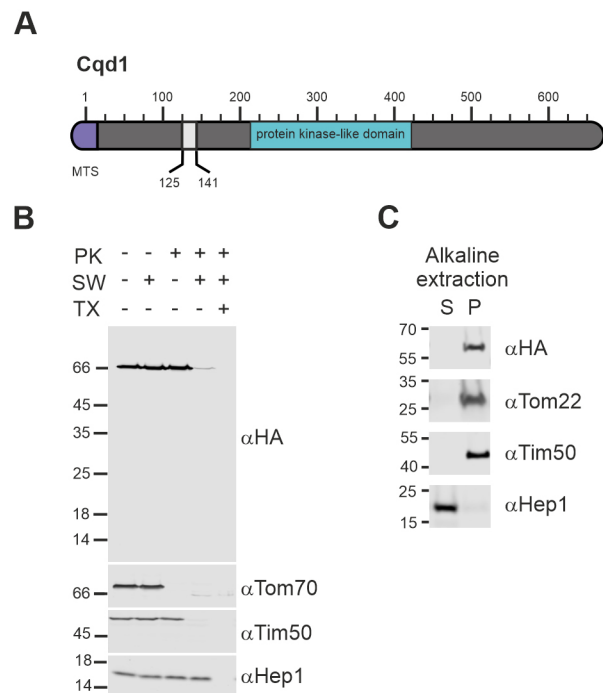 A
Cqd1
1 100 200 300 400 500 600
protein kinase-like domain
MTS
125 141
B
PK - - + + +
SW - + - + +
TX - - - - +
66
45
35
25
18
14
αHA
66
αTom70
45
αTim50
18
14
αHep1
C
Alkaline
extraction
S P
70
55
αHA
35
25
αTom22
55
40
αTim50
25
15
αHep1